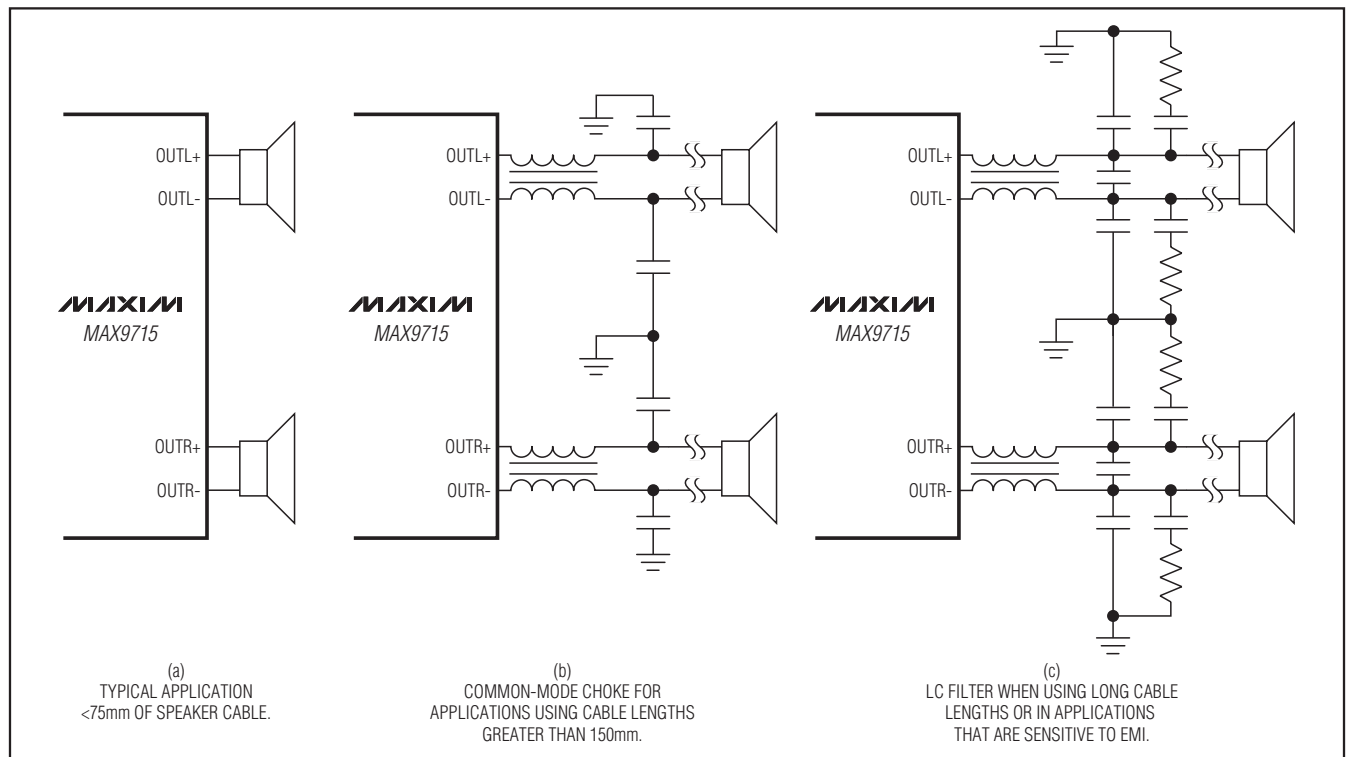 OUTL+
OUTL-
MAXIM
MAX9715
OUTR+
OUTR-
(a)
TYPICAL APPLICATION
<75mm OF SPEAKER CABLE.
OUTL+
OUTL-
MAXIM
MAX9715
OUTR+
OUTR-
(b)
COMMON-MODE CHOKE FOR
APPLICATIONS USING CABLE LENGTHS
GREATER THAN 150mm.
OUTL+
OUTL-
MAXIM
MAX9715
OUTR+
OUTR-
(c)
LC FILTER WHEN USING LONG CABLE
LENGTHS OR IN APPLICATIONS
THAT ARE SENSITIVE TO EMI.